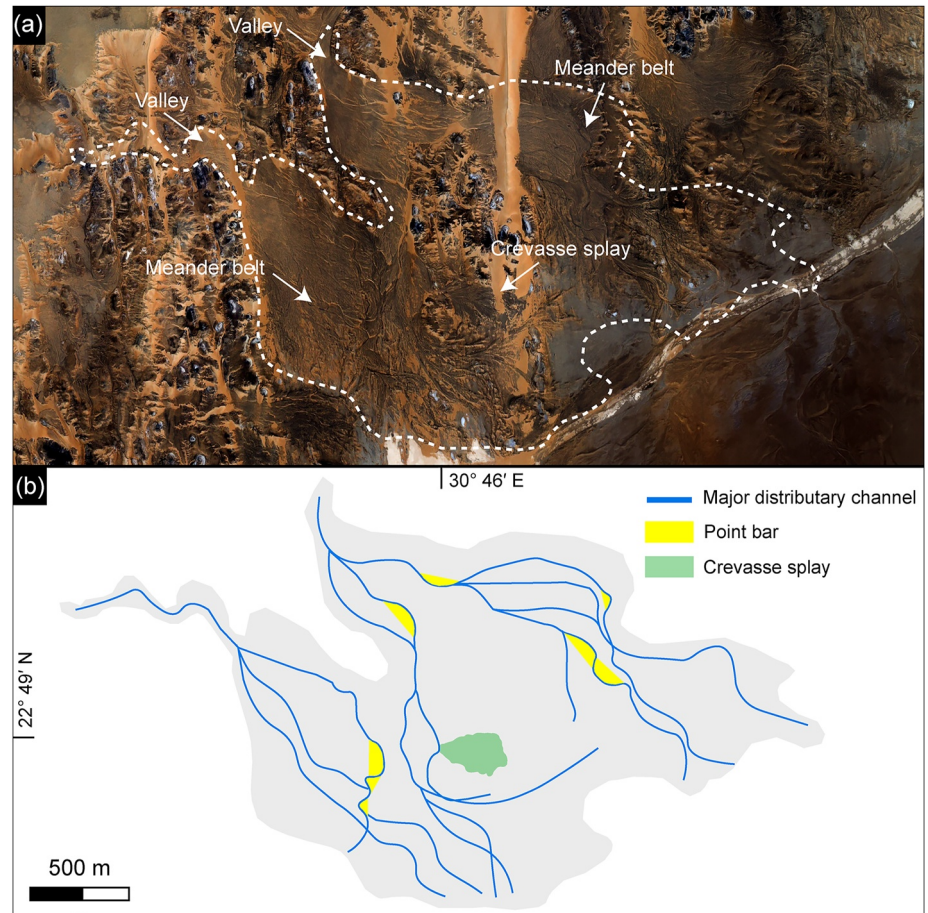 (a)
Valley
Meander belt
Valley
Crevasse splay
Meander belt
(b)
30° 46′ E
Major distributary channel
Point bar
Crevasse splay
22° 49′ N
500 m